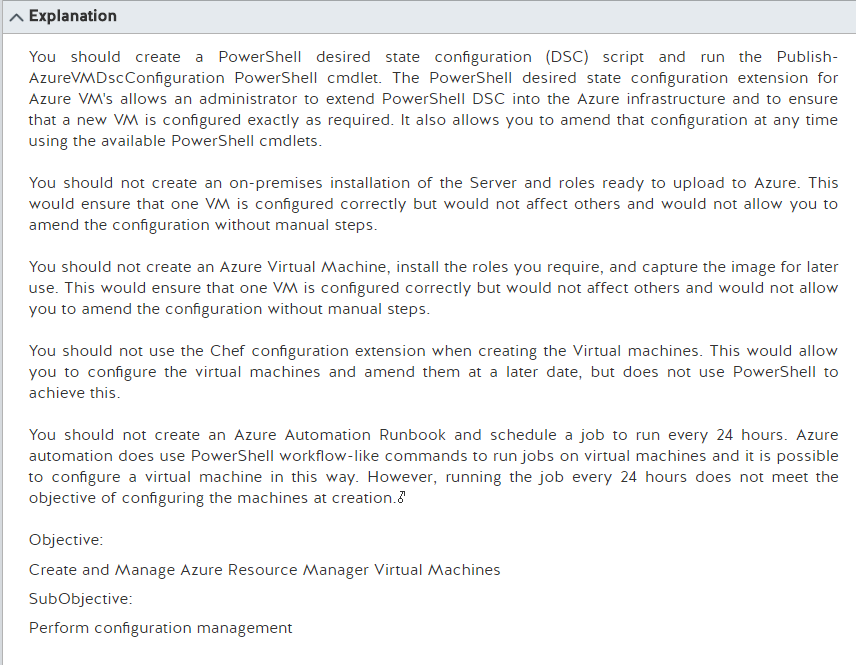 Explanation
You should create a PowerShell desired state configuration (DSC) script and run the Publish-
AzureVMDscConfiguration PowerShell cmdlet. The PowerShell desired state configuration extension for
Azure VM's allows an administrator to extend PowerShell DSC into the Azure infrastructure and to ensure
that a new VM is configured exactly as required. It also allows you to amend that configuration at any time
using the available PowerShell cmdlets.
You should not create an on-premises installation of the Server and roles ready to upload to Azure. This
would ensure that one VM is configured correctly but would not affect others and would not allow you to
amend the configuration without manual steps.
You should not create an Azure Virtual Machine, install the roles you require, and capture the image for later
use. This would ensure that one VM is configured correctly but would not affect others and would not allow
you to amend the configuration without manual steps.
You should not use the Chef configuration extension when creating the Virtual machines. This would allow
you to configure the virtual machines and amend them at a later date, but does not use PowerShell to
achieve this.
You should not create an Azure Automation Runbook and schedule a job to run every 24 hours. Azure
automation does use PowerShell workflow-like commands to run jobs on virtual machines and it is possible
to configure a virtual machine in this way. However, running the job every 24 hours does not meet the
objective of configuring the machines at creation.
Objective:
Create and Manage Azure Resource Manager Virtual Machines
SubObjective:
Perform configuration management